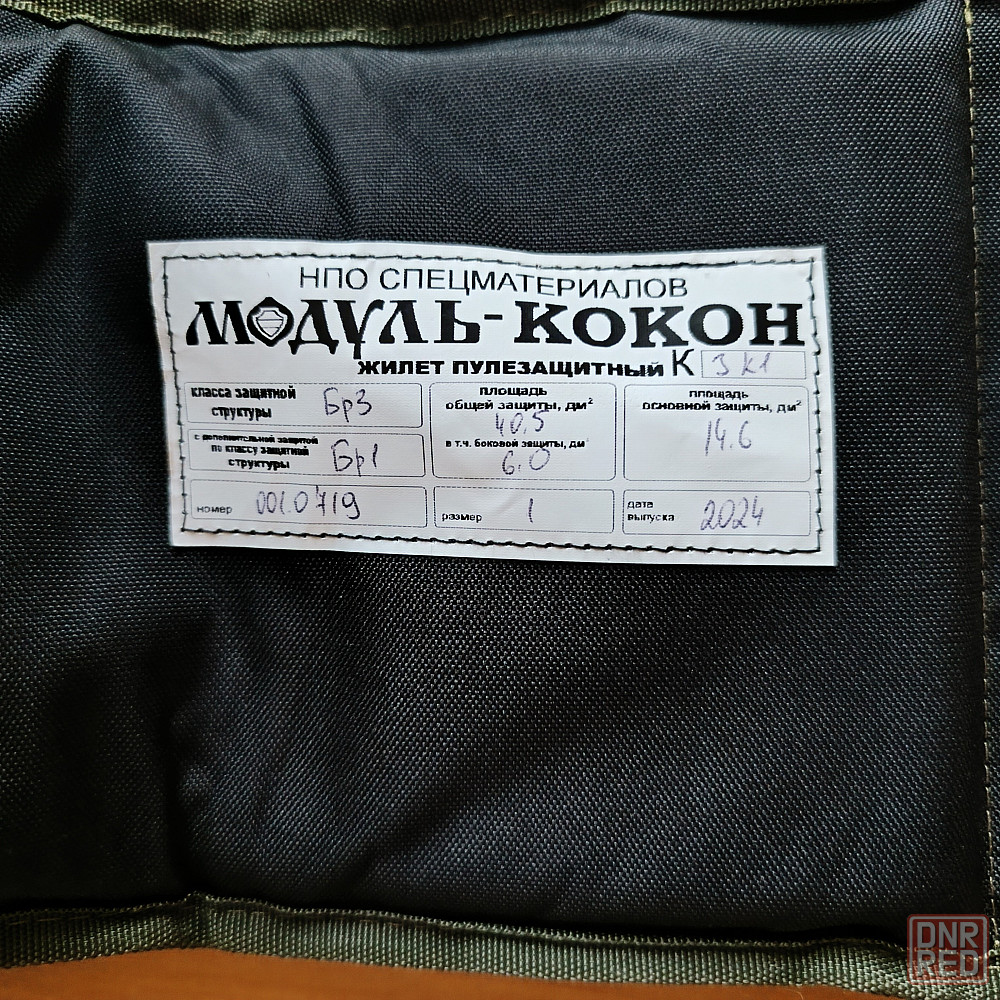 НПО СПЕЦМАТЕРИАЛОВ
МОДУЛЬ-КОКОН
ЖИЛЕТ ПУЛЕЗАЩИТНЫЙ К 3 К1
класса защитной
структуры Бр3
с дополнительной защитой
по классу защитной
структуры Бр1
номер 001.0719
площадь
общей защиты, дм²
40.5
в т.ч. боковой защиты, дм²
6.0
размер 1
площадь
основной защиты, дм²
14.6
дата
выпуска 2024
DNR
RED